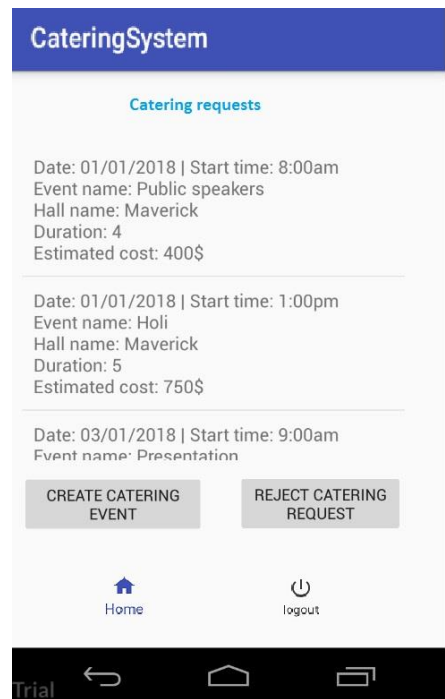 CateringSystem
Catering requests
Date: 01/01/2018 | Start time: 8:00am
Event name: Public speakers
Hall name: Maverick
Duration: 4
Estimated cost: 400$
Date: 01/01/2018 | Start time: 1:00pm
Event name: Holi
Hall name: Maverick
Duration: 5
Estimated cost: 750$
Date: 03/01/2018 | Start time: 9:00am
Event name: Presentation
CREATE CATERING
EVENT
REJECT CATERING
REQUEST
Home
logout
Trial